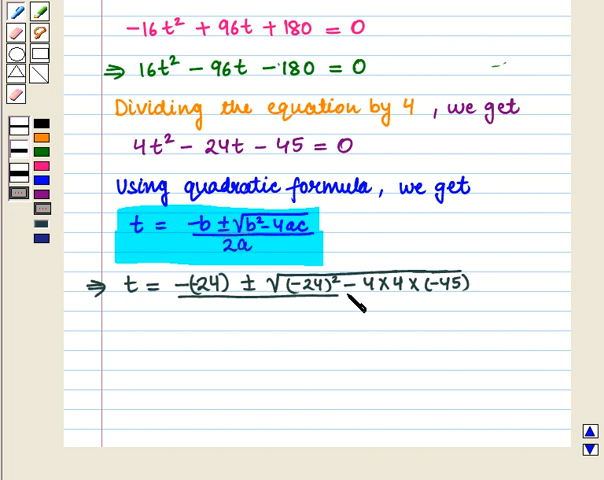 -16t² + 96t + 180 = 0
⇒ 16t² - 96t - 180 = 0
Dividing the equation by 4, we get
4t² - 24t - 45 = 0
Using quadratic formula, we get
t = -b ± √b² - 4ac / 2a
⇒ t = -(-24) ± √(-24)² - 4 × 4 × (-45)